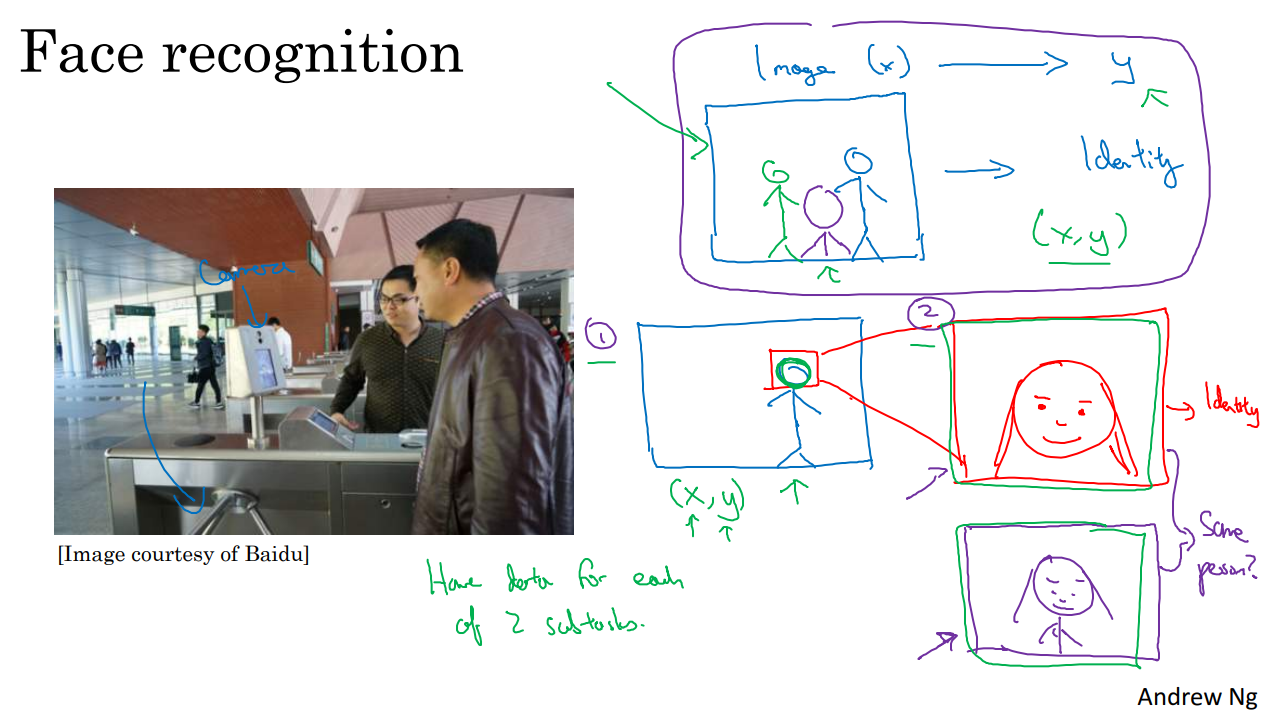 Face recognition
Image (x) → y
Identity
(x,y)
Camera
1
2
Identity
(x, y)
Same
person?
[Image courtesy of Baidu]
Have data for each
of 2 subtasks.
Andrew Ng